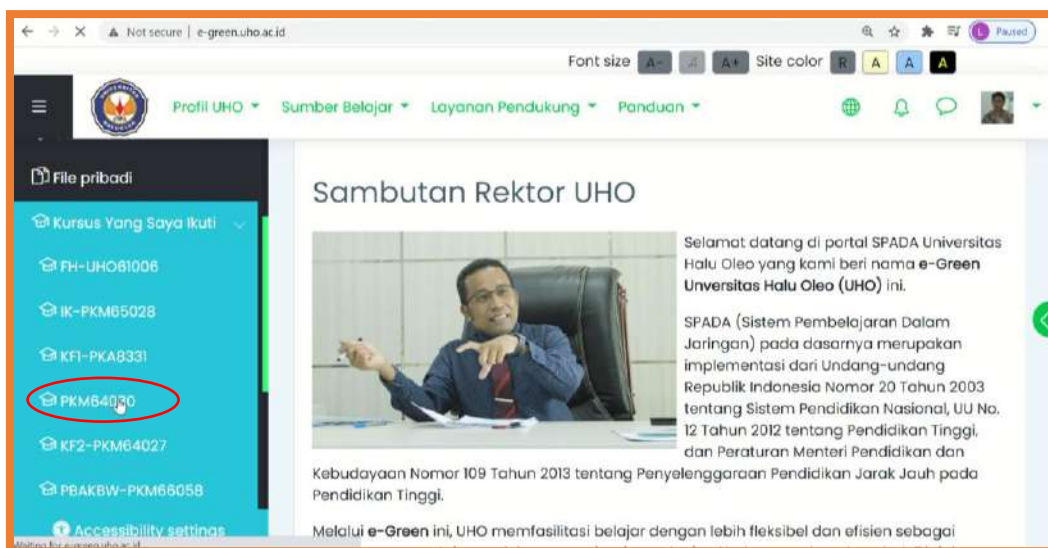 Not secure | e-green.uho.ac.id
Paused
Font size A- A A+ Site color R A A A
Profil UHO Sumber Belajar Layanan Pendukung Panduan
File pribadi
Kursus Yang Saya Ikuti
FH-UHO61006
IK-PKM65028
KF1-PKA8331
KF2-PKM64027
PBAKBW-PKM66058
Accessibility settings
Sambutan Rektor UHO
Selamat datang di portal SPADA Universitas
Halu Oleo yang kami beri nama e-Green
Unversitas Halu Oleo (UHO) ini.
SPADA (Sistem Pembelajaran Dalam
Jaringan) pada dasarnya merupakan
implementasi dari Undang-undang
Republik Indonesia Nomor 20 Tahun 2003
tentang Sistem Pendidikan Nasional, UU No.
12 Tahun 2012 tentang Pendidikan Tinggi,
dan Peraturan Menteri Pendidikan dan
Kebudayaan Nomor 109 Tahun 2013 tentang Penyelenggaraan Pendidikan Jarak Jauh pada
Pendidikan Tinggi.
Melalui e-Green ini, UHO memfasilitasi belajar dengan lebih fleksibel dan efisien sebagai